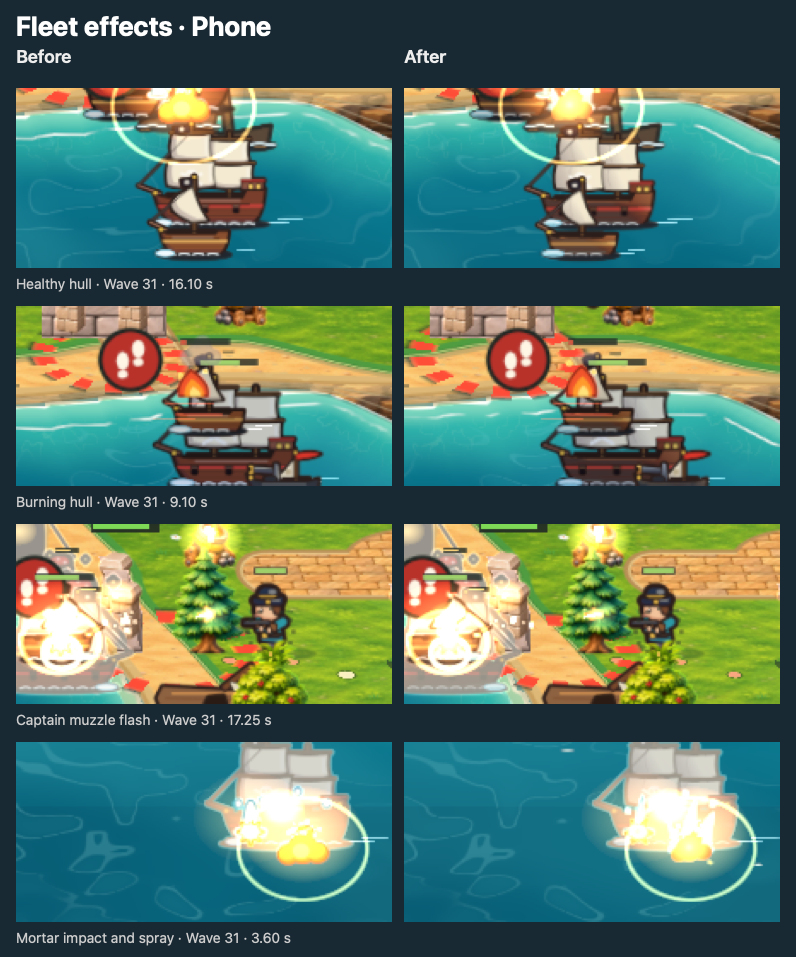 Fleet effects · Phone
Before
After
Healthy hull · Wave 31 · 16.10 s
Burning hull · Wave 31 · 9.10 s
Captain muzzle flash · Wave 31 · 17.25 s
Mortar impact and spray · Wave 31 · 3.60 s